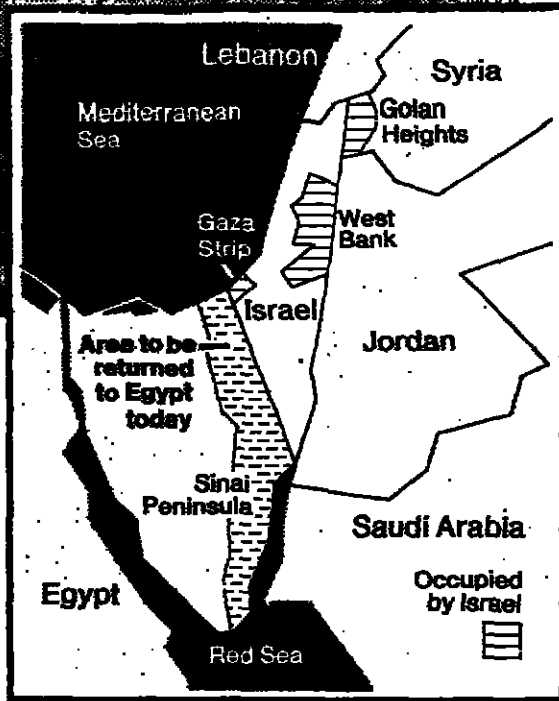 Lebanon
Syria
Mediterranean
Sea
Golan
Heights
Gaza
Strip
West
Bank
Israel
Area to be
returned
to Egypt
today
Jordan
Sinai
Peninsula
Saudi Arabia
Egypt
Occupied
by Israel
Red Sea